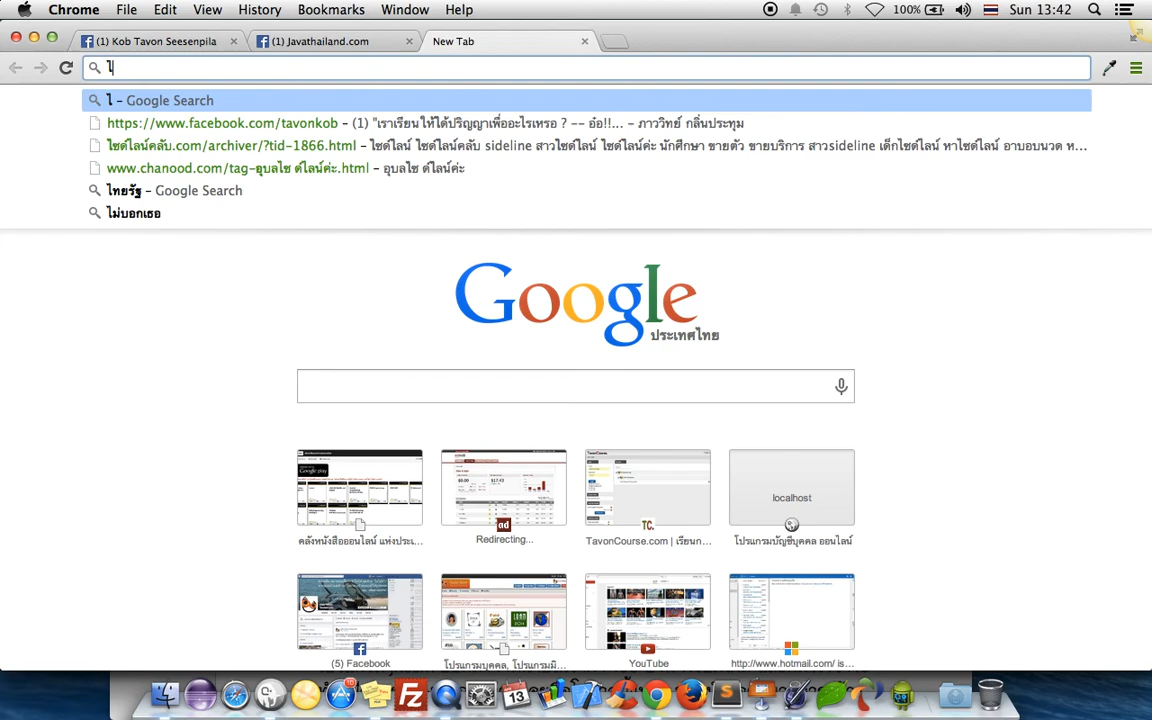 Chrome File Edit View History Bookmarks Window Help 100% Sun 13:42
(1) Kob Tavon Seesenpila (1) Javathailand.com New Tab
ไ
ไ – Google Search
https://www.facebook.com/tavonkob – (1) "เราเรียนให้ได้ปริญญาเพื่ออะไรเหรอ ? -- อ๋อ!!... – ภาววิทย์ กลิ่นประทุม
ไซด์ไลน์คลับ.com/archiver/?tid-1866.html – ไซด์ไลน์ ไซด์ไลน์คลับ sideline สาวไซด์ไลน์ ไซด์ไลน์ค่ะ นักศึกษา ขายตัว ขายบริการ สาวsideline เด็กไซด์ไลน์ หาไซด์ไลน์ อาบอบนวด ท...
www.chanood.com/tag-อุบลไซ ด์ไลน์ค่ะ.html – อุบลไซ ด์ไลน์ค่ะ
ไทยรัฐ – Google Search
ไม่บอกเธอ
Google
ประเทศไทย
localhost
คลังหนังสือออนไลน์ แห่งประเ... Redirecting... TavonCourse.com | เรียนก... โปรแกรมบัญชีบุคคล ออนไลน์
(5) Facebook โปรแกรมบุคคล, โปรแกรมมิ... YouTube http://www.hotmail.com/ is...